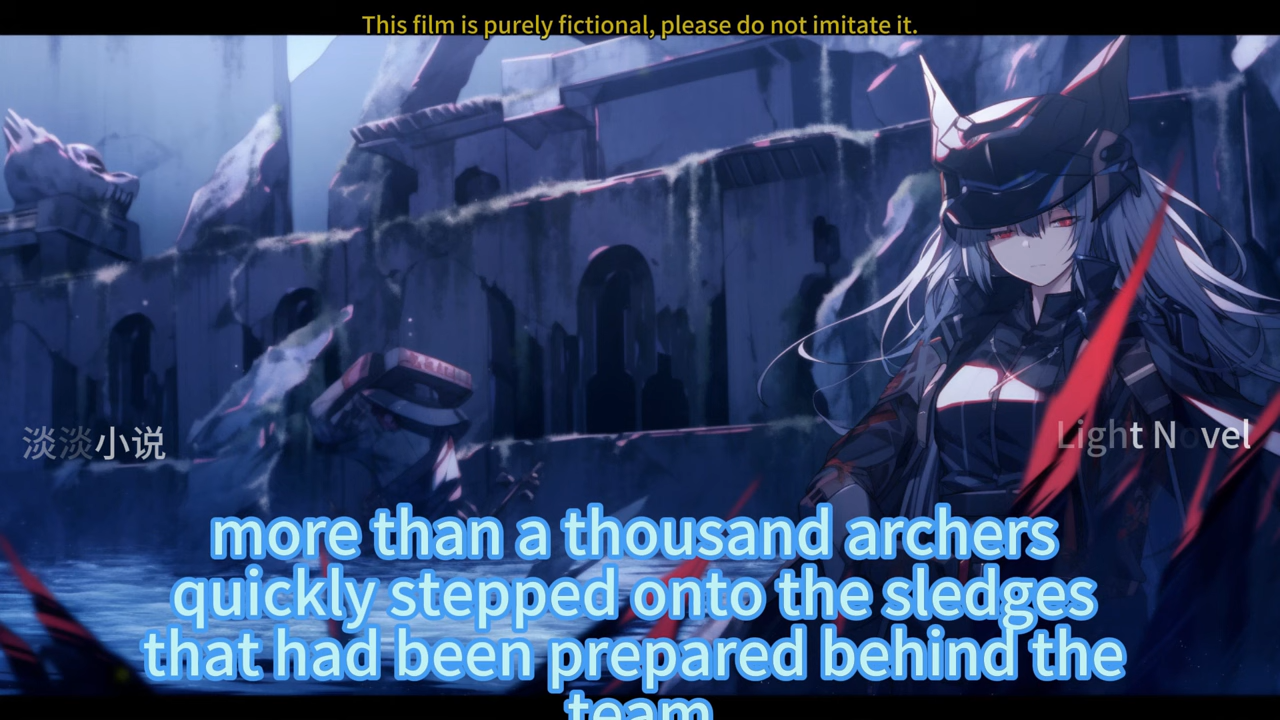 This film is purely fictional, please do not imitate it.
淡淡小说
Light Novel
more than a thousand archers
quickly stepped onto the sledges
that had been prepared behind the
team